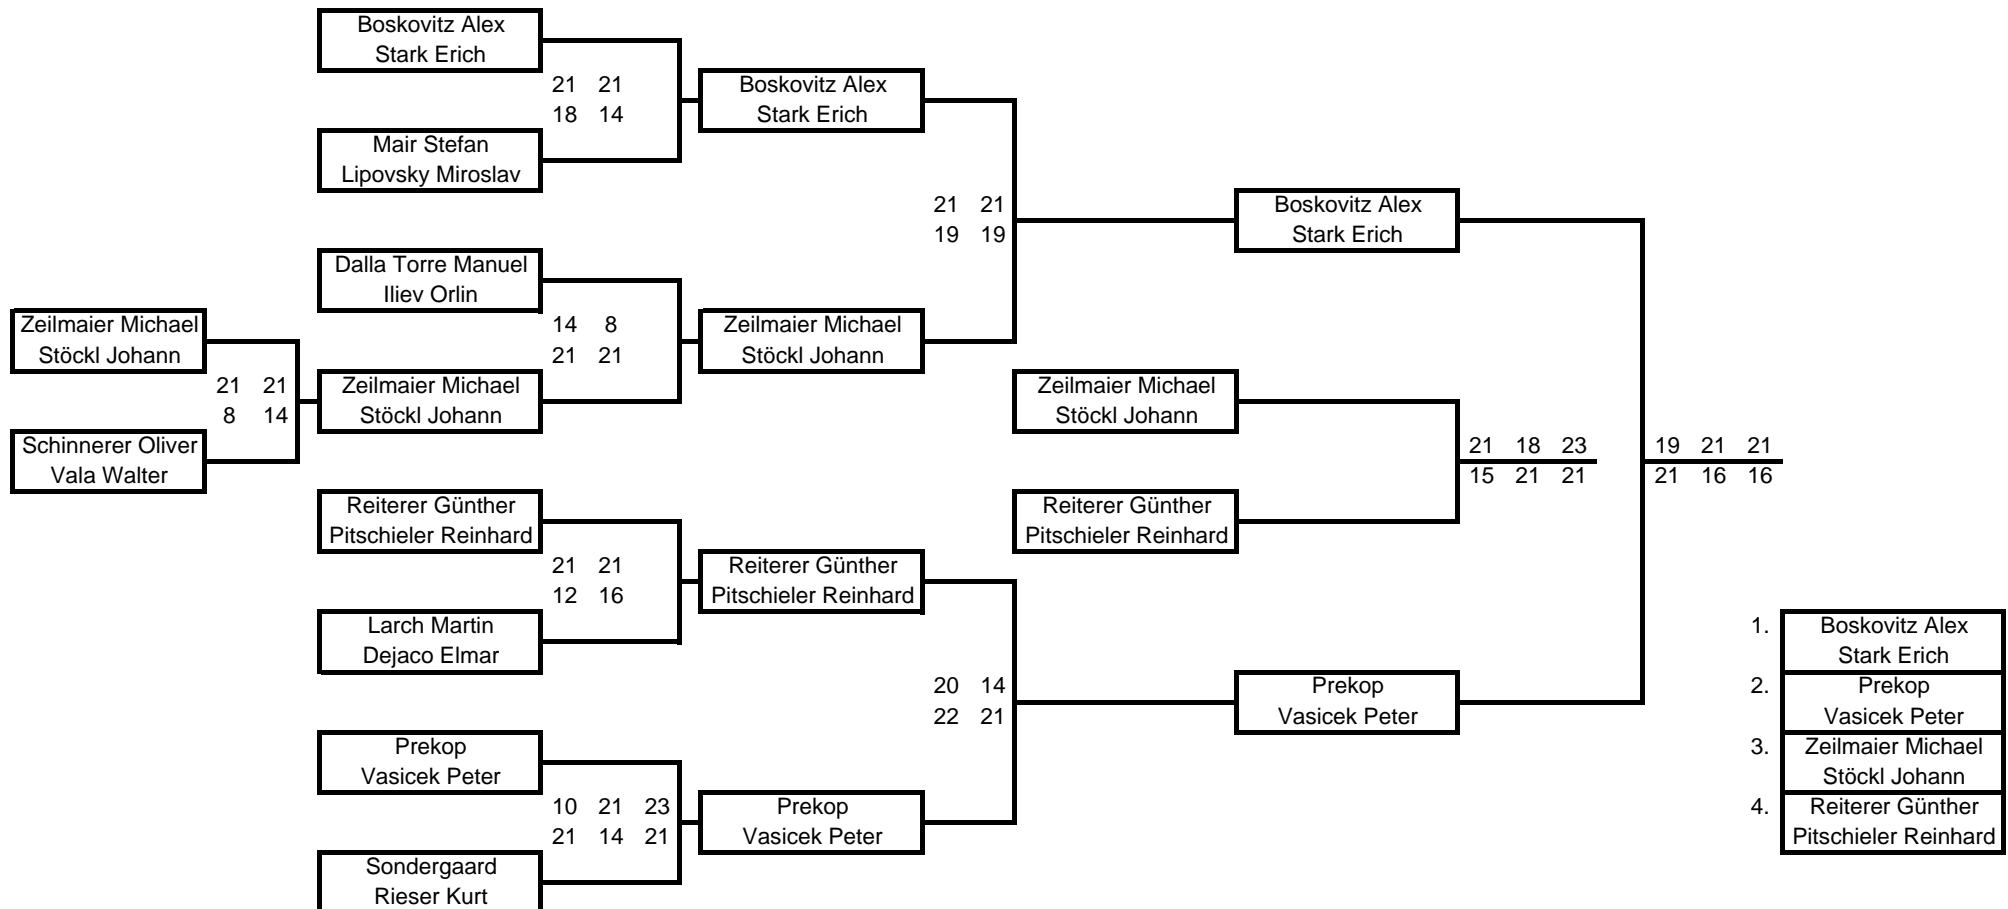 Boskovitz Alex
Stark Erich
21 21
18 14
Mair Stefan
Lipovsky Miroslav
Boskovitz Alex
Stark Erich
21 21
19 19
Boskovitz Alex
Stark Erich
Dalla Torre Manuel
Iliev Orlin
Zeilmaier Michael
Stöckl Johann
21 21
8 14
Schinnerer Oliver
Vala Walter
14 8
21 21
Zeilmaier Michael
Stöckl Johann
Zeilmaier Michael
Stöckl Johann
Zeilmaier Michael
Stöckl Johann
21 18 23
15 21 21
19 21 21
21 16 16
Reiterer Günther
Pitschieler Reinhard
Reiterer Günther
Pitschieler Reinhard
21 21
12 16
Reiterer Günther
Pitschieler Reinhard
Larch Martin
Dejaco Elmar
20 14
22 21
Prekop
Vasicek Peter
Prekop
Vasicek Peter
10 21 23
21 14 21
Prekop
Vasicek Peter
Sondergaard
Rieser Kurt
1. Boskovitz Alex
Stark Erich
2. Prekop
Vasicek Peter
3. Zeilmaier Michael
Stöckl Johann
4. Reiterer Günther
Pitschieler Reinhard